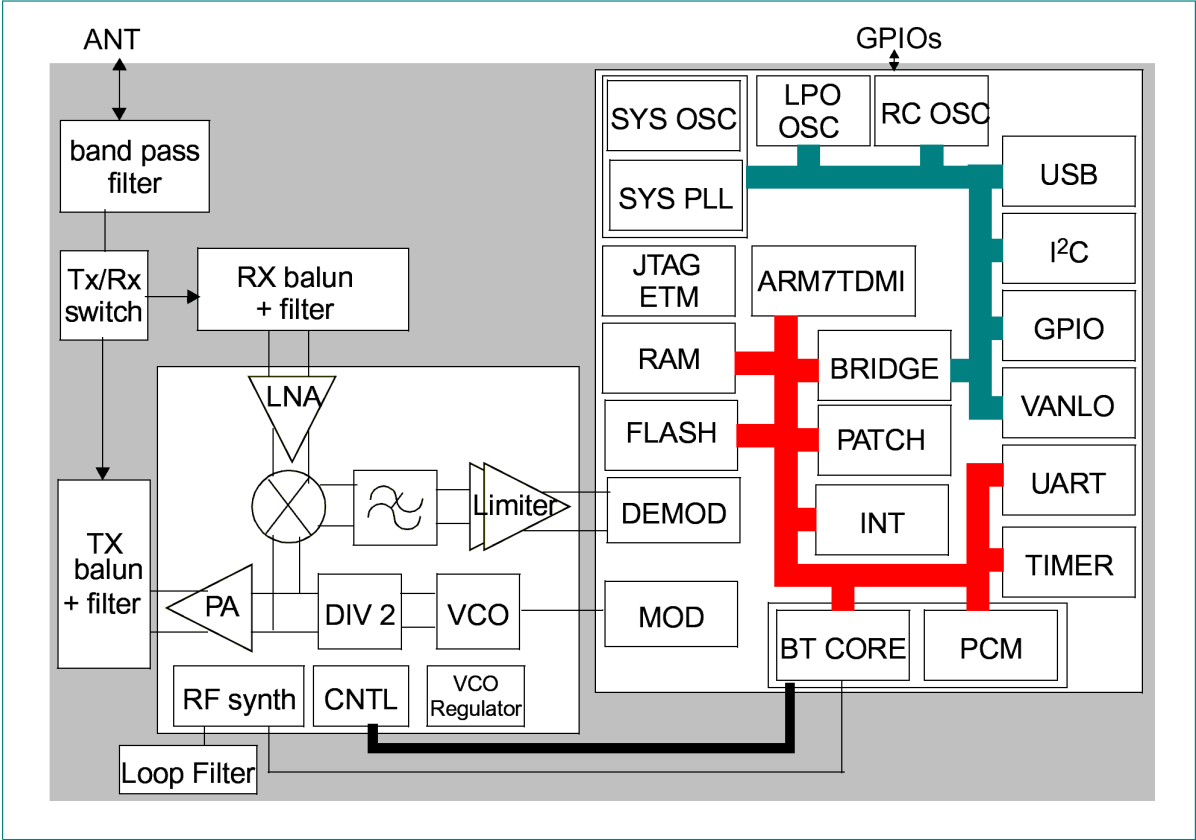 ANT
GPIOs
band pass
filter
Tx/Rx
switch
RX balun
+ filter
LNA
Limiter
TX
balun
+ filter
PA
DIV 2
VCO
RF synth
CNTL
VCO
Regulator
Loop Filter
SYS OSC
LPO
OSC
RC OSC
SYS PLL
USB
I²C
JTAG
ETM
ARM7TDMI
GPIO
RAM
BRIDGE
VANLO
FLASH
PATCH
UART
DEMOD
INT
TIMER
MOD
BT CORE
PCM